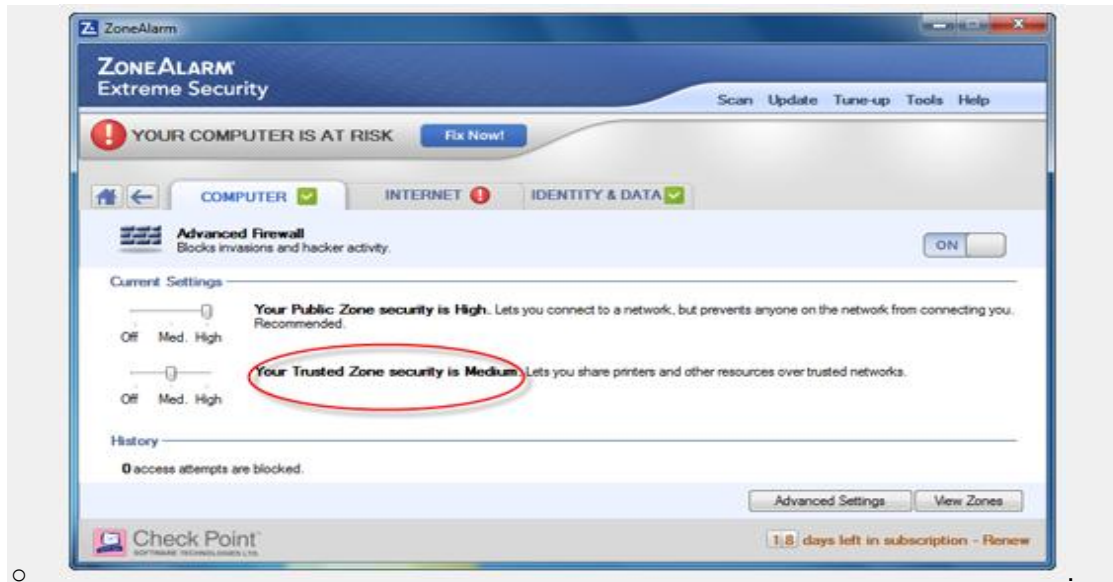 ZoneAlarm
ZONEALARM
Extreme Security
Scan Update Tune-up Tools Help
YOUR COMPUTER IS AT RISK Fix Now!
COMPUTER INTERNET IDENTITY & DATA
Advanced Firewall
Blocks invasions and hacker activity.
ON
Current Settings
Your Public Zone security is High. Lets you connect to a network, but prevents anyone on the network from connecting you.
Recommended.
Off Med. High
Your Trusted Zone security is Medium. Lets you share printers and other resources over trusted networks.
Off Med. High
History
0 access attempts are blocked.
Advanced Settings View Zones
Check Point
SOFTWARE TECHNOLOGIES LTD.
18 days left in subscription - Renew